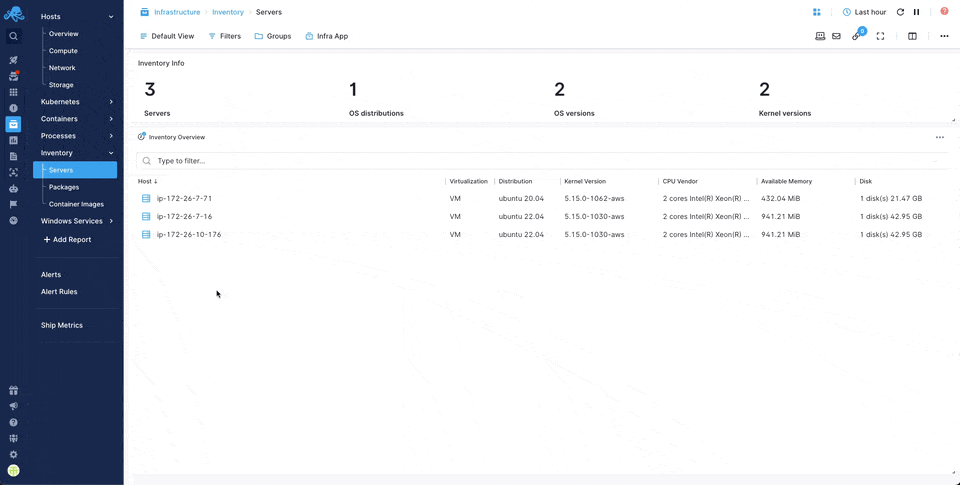 Hosts
Overview
Compute
Network
Storage
Kubernetes
Containers
Processes
Inventory
Servers
Packages
Container Images
Windows Services
+ Add Report
Alerts
Alert Rules
Ship Metrics
Infrastructure > Inventory > Servers
Last hour
?
Default View
Filters
Groups
Infra App
0
Inventory Info
3
1
2
2
Servers
OS distributions
OS versions
Kernel versions
Inventory Overview
Type to filter...
Host ↓ Virtualization Distribution Kernel Version CPU Vendor Available Memory Disk
ip-172-26-7-71 VM ubuntu 20.04 5.15.0-1062-aws 2 cores Intel(R) Xeon(R) ... 432.04 MiB 1 disk(s) 21.47 GB
ip-172-26-7-16 VM ubuntu 22.04 5.15.0-1030-aws 2 cores Intel(R) Xeon(R) ... 941.21 MiB 1 disk(s) 42.95 GB
ip-172-26-10-176 VM ubuntu 22.04 5.15.0-1030-aws 2 cores Intel(R) Xeon(R) ... 941.21 MiB 1 disk(s) 42.95 GB